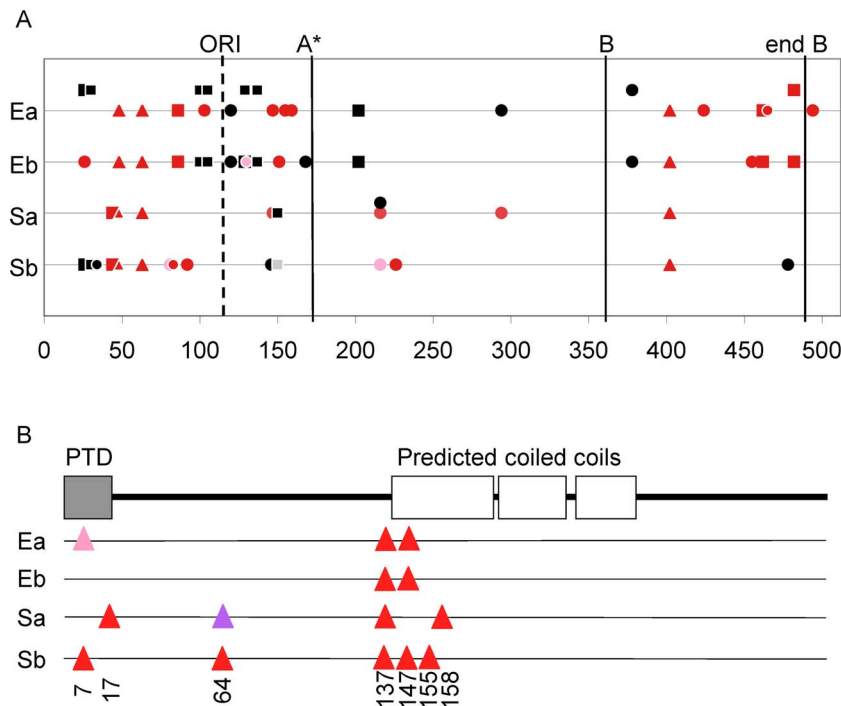 A
ORI A* B end B
Ea
Eb
Sa
Sb
0 50 100 150 200 250 300 350 400 450 500
B
PTD Predicted coiled coils
Ea
Eb
Sa
Sb
7 17 64 137 147 155 158